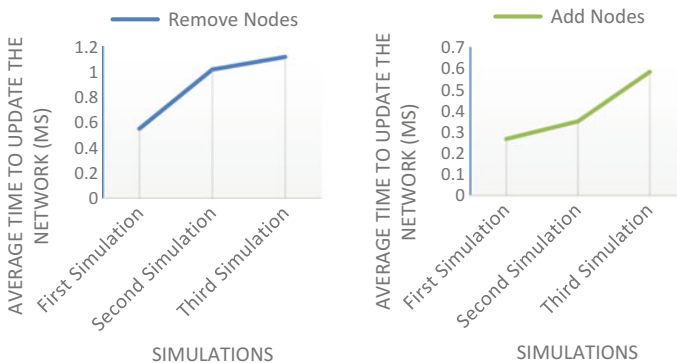 Remove Nodes
AVERAGE TIME TO UPDATE THE
NETWORK (MS)
1.2
1
0.8
0.6
0.4
0.2
0
First Simulation
Second Simulation
Third Simulation
SIMULATIONS
Add Nodes
AVERAGE TIME TO UPDATE THE
NETWORK (MS)
0.7
0.6
0.5
0.4
0.3
0.2
0.1
0
First Simulation
Second Simulation
Third Simulation
SIMULATIONS